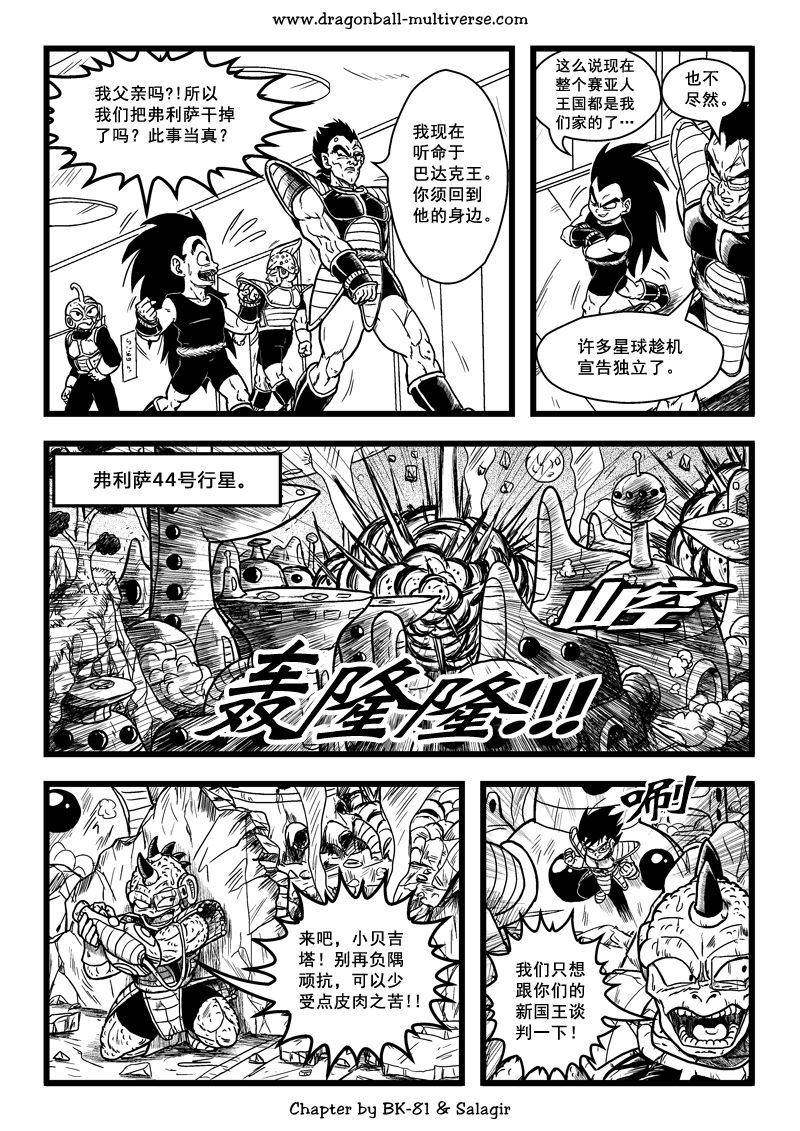 www.dragonball-multiverse.com
我父亲吗?!所以
我们把弗利萨干掉
了吗？此事当真？
我现在
听命于
巴达克王。
你须回到
他的身边。
这么说现在
整个赛亚人
王国都是我
们家的了…
也不
尽然。
许多星球趁机
宣告独立了。
弗利萨44号行星。
轰隆隆!!!
来吧，小贝吉
塔！别再负隅
顽抗，可以少
受点皮肉之苦!!
唰
我们只想
跟你们的
新国王谈
判一下！
Chapter by BK-81 & Salagir